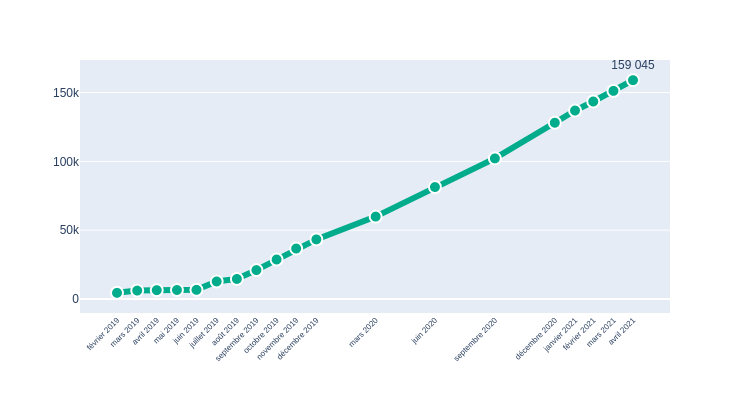 159 045
150k
100k
50k
0
février 2019
mars 2019
avril 2019
mai 2019
juin 2019
juillet 2019
août 2019
septembre 2019
octobre 2019
novembre 2019
décembre 2019
mars 2020
juin 2020
septembre 2020
décembre 2020
janvier 2021
février 2021
mars 2021
avril 2021